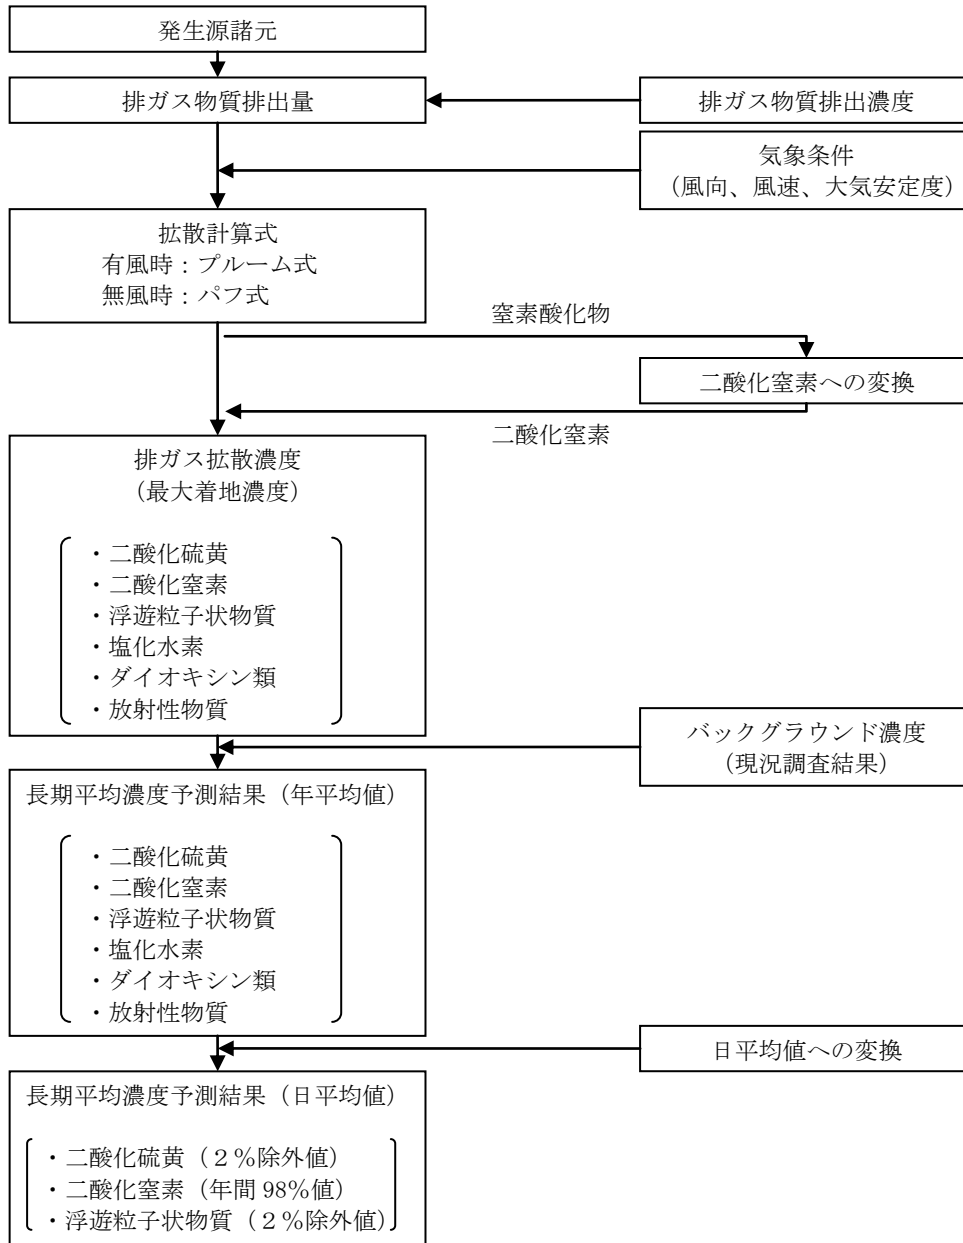 発生源諸元
排ガス物質排出量
排ガス物質排出濃度
気象条件
（風向、風速、大気安定度）
拡散計算式
有風時：プルーム式
無風時：パフ式
窒素酸化物
二酸化窒素への変換
二酸化窒素
排ガス拡散濃度
（最大着地濃度）
・二酸化硫黄
・二酸化窒素
・浮遊粒子状物質
・塩化水素
・ダイオキシン類
・放射性物質
バックグラウンド濃度
（現況調査結果）
長期平均濃度予測結果（年平均値）
・二酸化硫黄
・二酸化窒素
・浮遊粒子状物質
・塩化水素
・ダイオキシン類
・放射性物質
日平均値への変換
長期平均濃度予測結果（日平均値）
・二酸化硫黄（２％除外値）
・二酸化窒素（年間 98％値）
・浮遊粒子状物質（２％除外値）